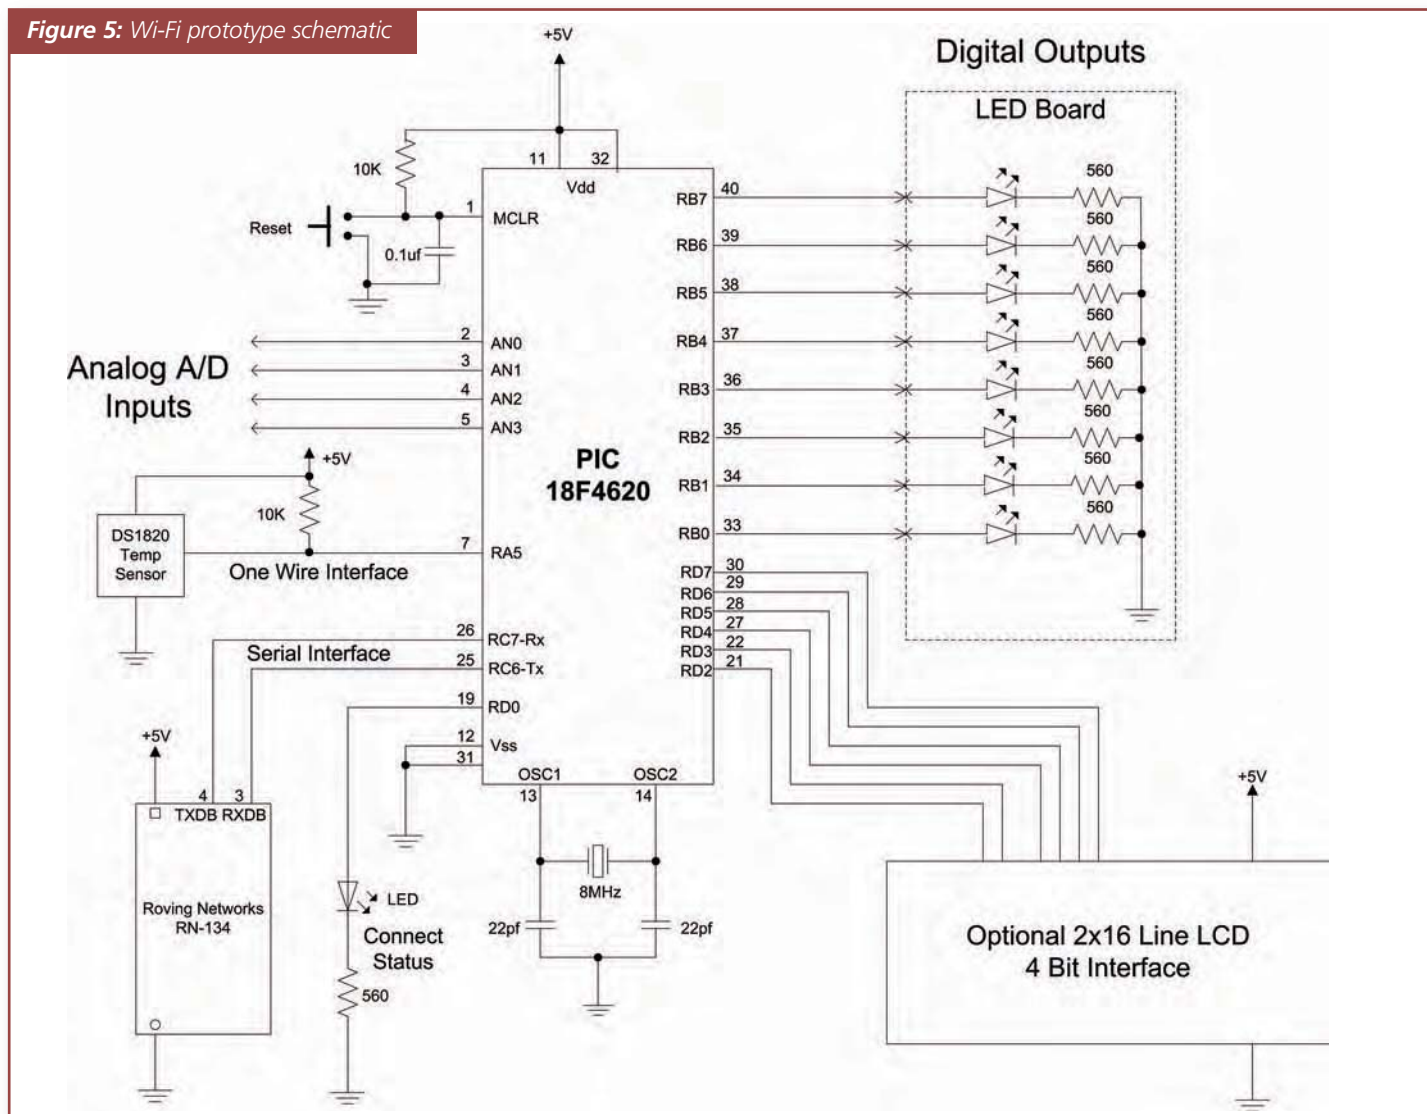 Figure 5: Wi-Fi prototype schematic
+5V
Digital Outputs
LED Board
10K
11
32
Vdd
1
MCLR
Reset
0.1uf
40
RB7
560
39
RB6
560
38
RB5
560
37
RB4
560
36
RB3
560
35
RB2
560
34
RB1
560
33
RB0
560
Analog A/D
Inputs
2
AN0
3
AN1
4
AN2
5
AN3
PIC
18F4620
+5V
10K
DS1820
Temp
Sensor
7
RA5
One Wire Interface
30
RD7
29
RD6
28
RD5
27
RD4
22
RD3
21
RD2
26
RC7-Rx
Serial Interface
25
RC6-Tx
19
RD0
12
Vss
31
OSC1
OSC2
13
14
+5V
4
3
TXDB RXDB
Roving Networks
RN-134
LED
Connect
Status
560
8MHz
22pf
22pf
+5V
Optional 2x16 Line LCD
4 Bit Interface